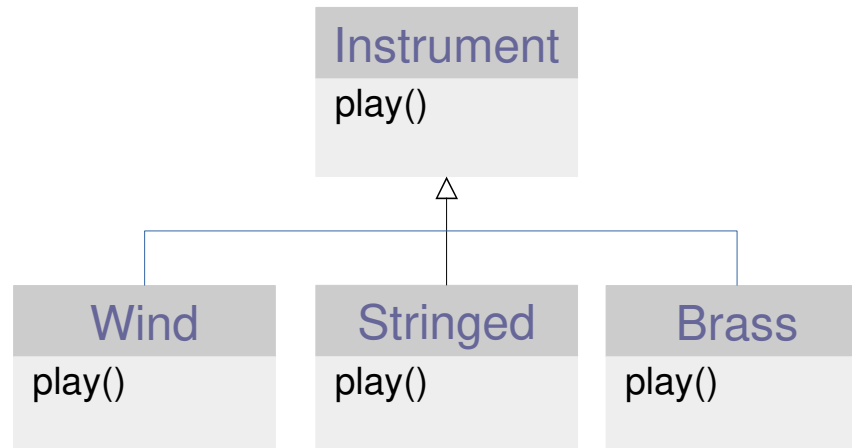 Instrument
play()
Wind
play()
Stringed
play()
Brass
play()